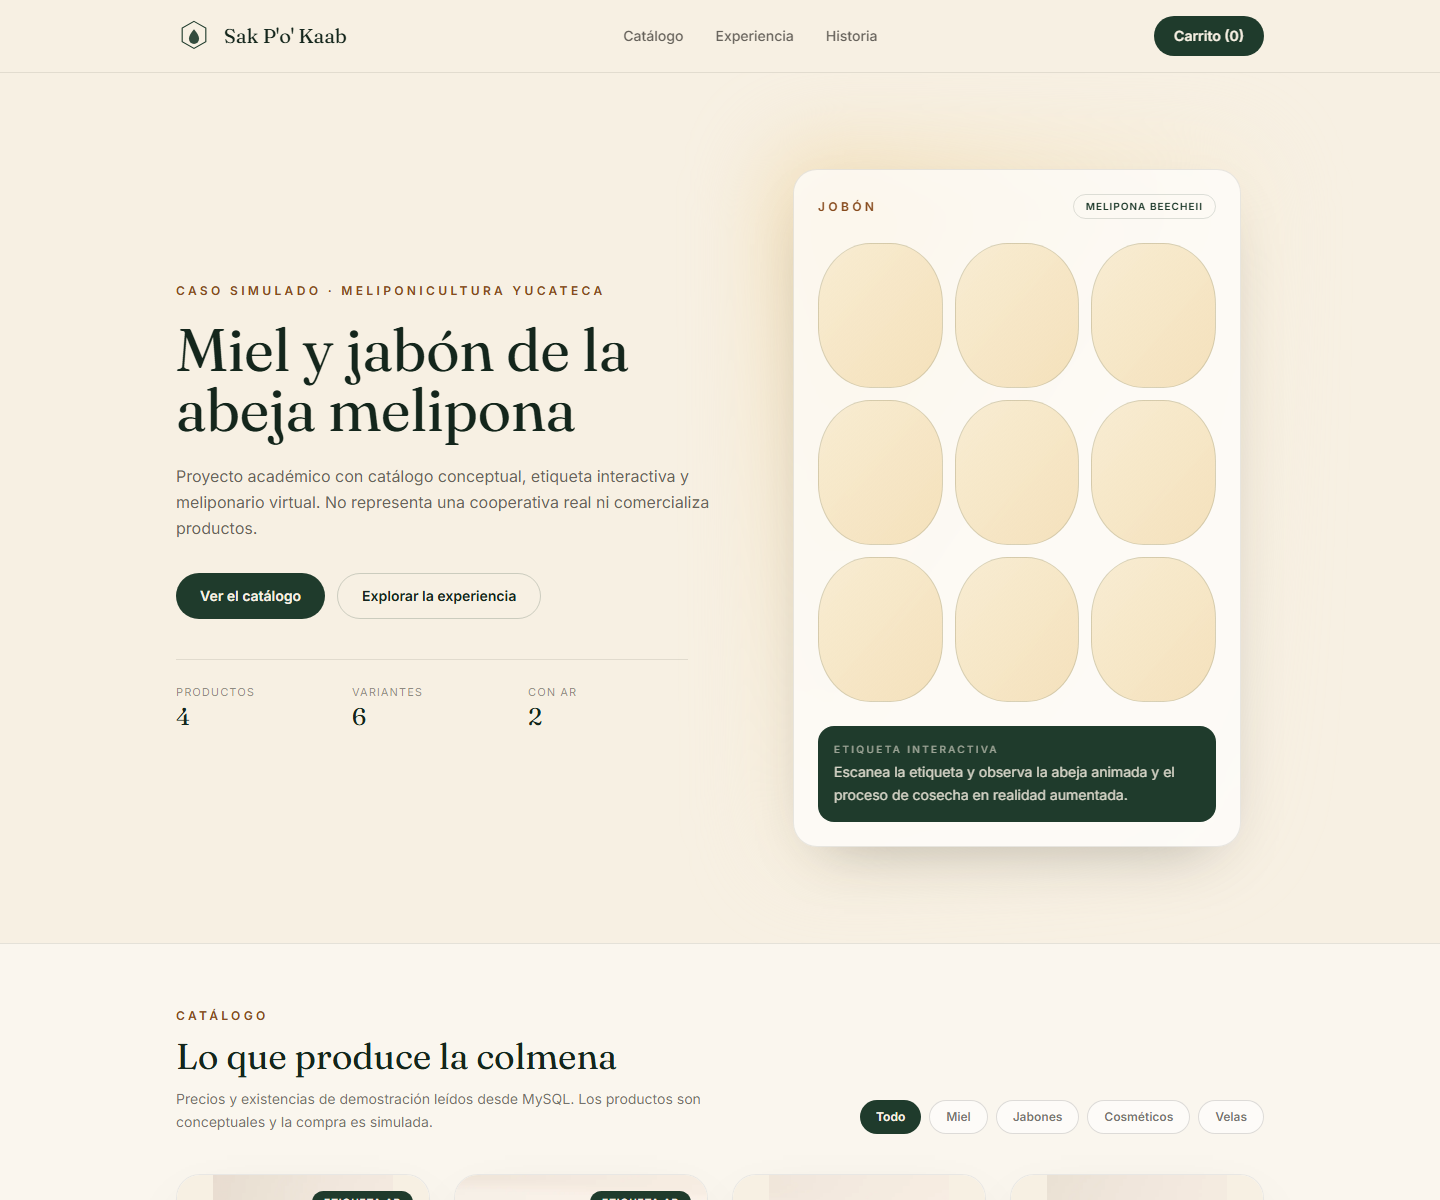 Sak P'o' Kaab
Catálogo
Experiencia
Historia
Carrito (0)
CASO SIMULADO · MELIPONICULTURA YUCATECA
Miel y jabón de la
abeja melipona
Proyecto académico con catálogo conceptual, etiqueta interactiva y
meliponario virtual. No representa una cooperativa real ni comercializa
productos.
Ver el catálogo
Explorar la experiencia
PRODUCTOS
4
VARIANTES
6
CON AR
2
JOBÓN
MELIPONA BEECHEII
ETIQUETA INTERACTIVA
Escanea la etiqueta y observa la abeja animada y el
proceso de cosecha en realidad aumentada.
CATÁLOGO
Lo que produce la colmena
Precios y existencias de demostración leídos desde MySQL. Los productos son
conceptuales y la compra es simulada.
Todo
Miel
Jabones
Cosméticos
Velas